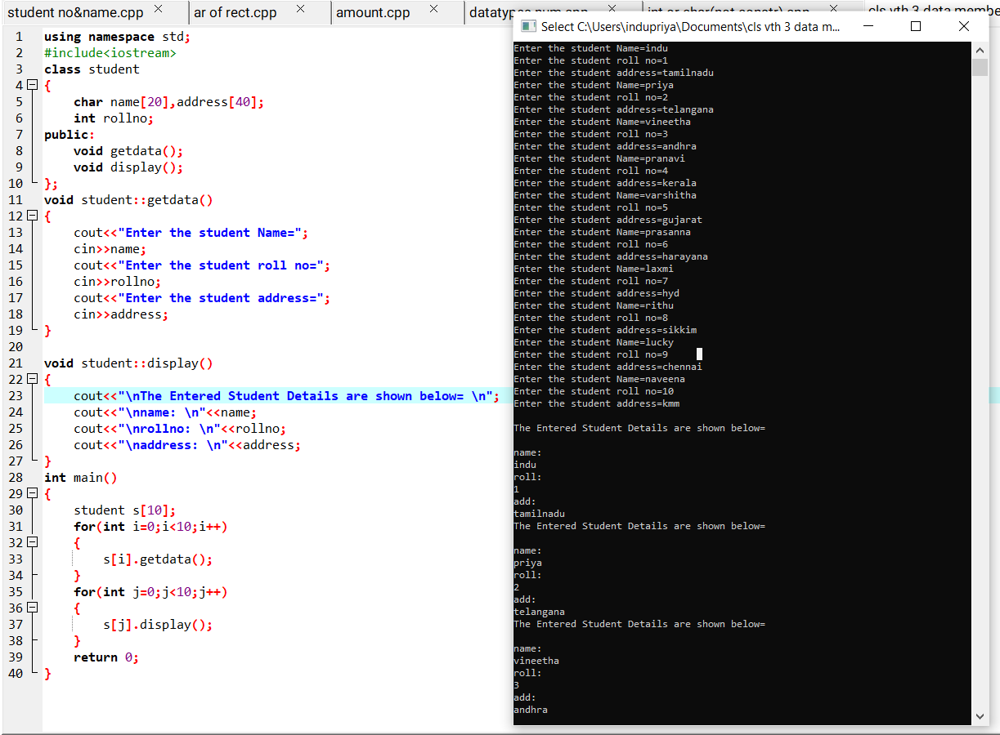 student no&name.cpp
ar of rect.cpp
amount.cpp
Select C:\Users\indupriya\Documents\cls vth 3 data m...
1 using namespace std;
2 #include<iostream>
3 class student
4 {
5 char name[20],address[40];
6 int rollno;
7 public:
8 void getdata();
9 void display();
10 };
11 void student::getdata()
12 {
13 cout<<"Enter the student Name=";
14 cin>>name;
15 cout<<"Enter the student roll no=";
16 cin>>rollno;
17 cout<<"Enter the student address=";
18 cin>>address;
19 }
20
21 void student::display()
22 {
23 cout<<"\nThe Entered Student Details are shown below= \n";
24 cout<<"\nname: \n"<<name;
25 cout<<"\nrollno: \n"<<rollno;
26 cout<<"\naddress: \n"<<address;
27 }
28 int main()
29 {
30 student s[10];
31 for(int i=0;i<10;i++)
32 {
33 s[i].getdata();
34 }
35 for(int j=0;j<10;j++)
36 {
37 s[j].display();
38 }
39 return 0;
40 }
Enter the student Name=indu
Enter the student roll no=1
Enter the student address=tamilnadu
Enter the student Name=priya
Enter the student roll no=2
Enter the student address=telangana
Enter the student Name=vineetha
Enter the student roll no=3
Enter the student address=andhra
Enter the student Name=pranavi
Enter the student roll no=4
Enter the student address=kerala
Enter the student Name=varshitha
Enter the student roll no=5
Enter the student address=gujarat
Enter the student Name=prasanna
Enter the student roll no=6
Enter the student address=harayana
Enter the student Name=laxmi
Enter the student roll no=7
Enter the student address=hyd
Enter the student Name=rithu
Enter the student roll no=8
Enter the student address=sikkim
Enter the student Name=lucky
Enter the student roll no=9
Enter the student address=chennai
Enter the student Name=naveena
Enter the student roll no=10
Enter the student address=kmm
The Entered Student Details are shown below=
name:
indu
roll:
1
add:
tamilnadu
The Entered Student Details are shown below=
name:
priya
roll:
2
add:
telangana
The Entered Student Details are shown below=
name:
vineetha
roll:
3
add:
andhra